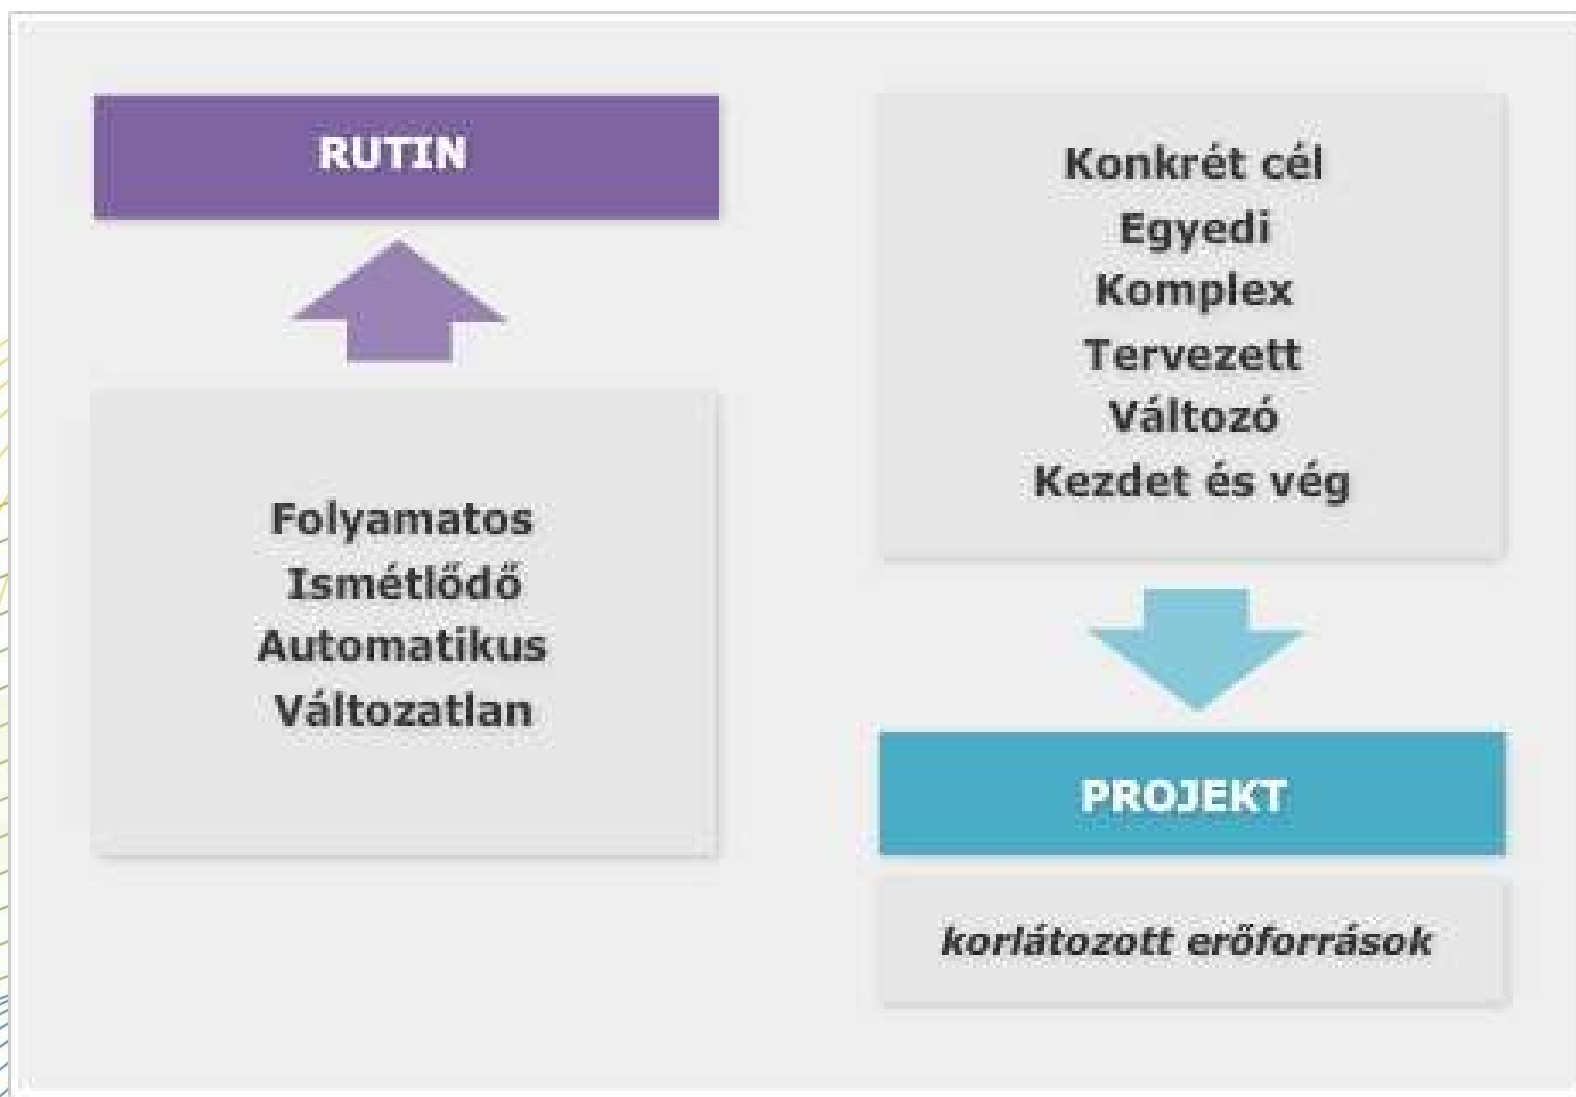 RUTIN
Folyamatos
Ismétlődő
Automatikus
Változatlan
Konkrét cél
Egyedi
Komplex
Tervezett
Változó
Kezdet és vég
PROJEKT
korlátozott erőforrások